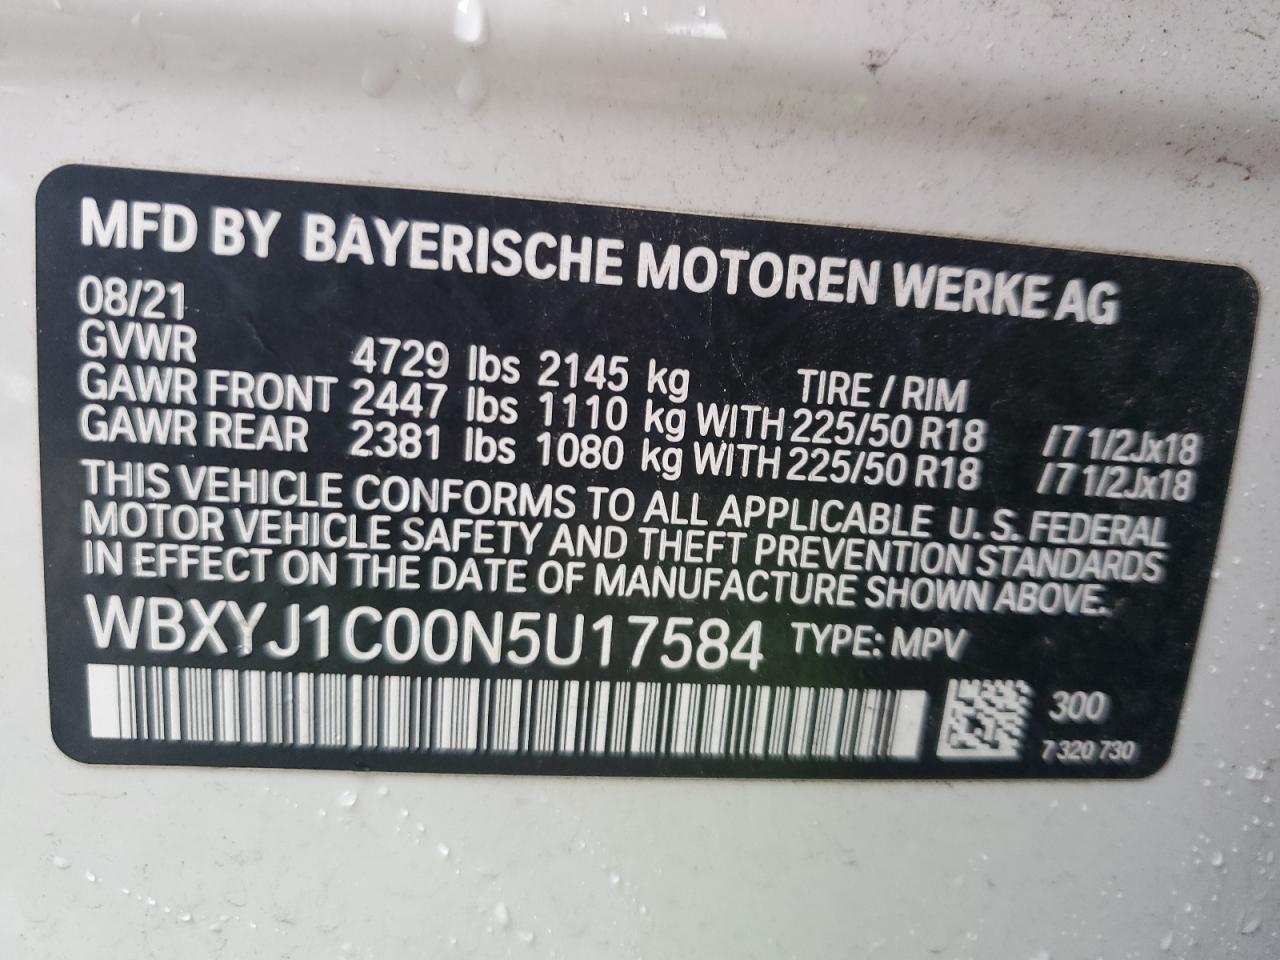 MFD BY BAYERISCHE MOTOREN WERKE AG
08/21
GVWR 4729 lbs 2145 kg TIRE / RIM
GAWR FRONT 2447 lbs 1110 kg WITH 225/50 R18 /7 1/2Jx18
GAWR REAR 2381 lbs 1080 kg WITH 225/50 R18 /7 1/2Jx18
THIS VEHICLE CONFORMS TO ALL APPLICABLE U. S. FEDERAL
MOTOR VEHICLE SAFETY AND THEFT PREVENTION STANDARDS
IN EFFECT ON THE DATE OF MANUFACTURE SHOWN ABOVE.
WBXYJ1C00N5U17584 TYPE: MPV
300
7 320 730